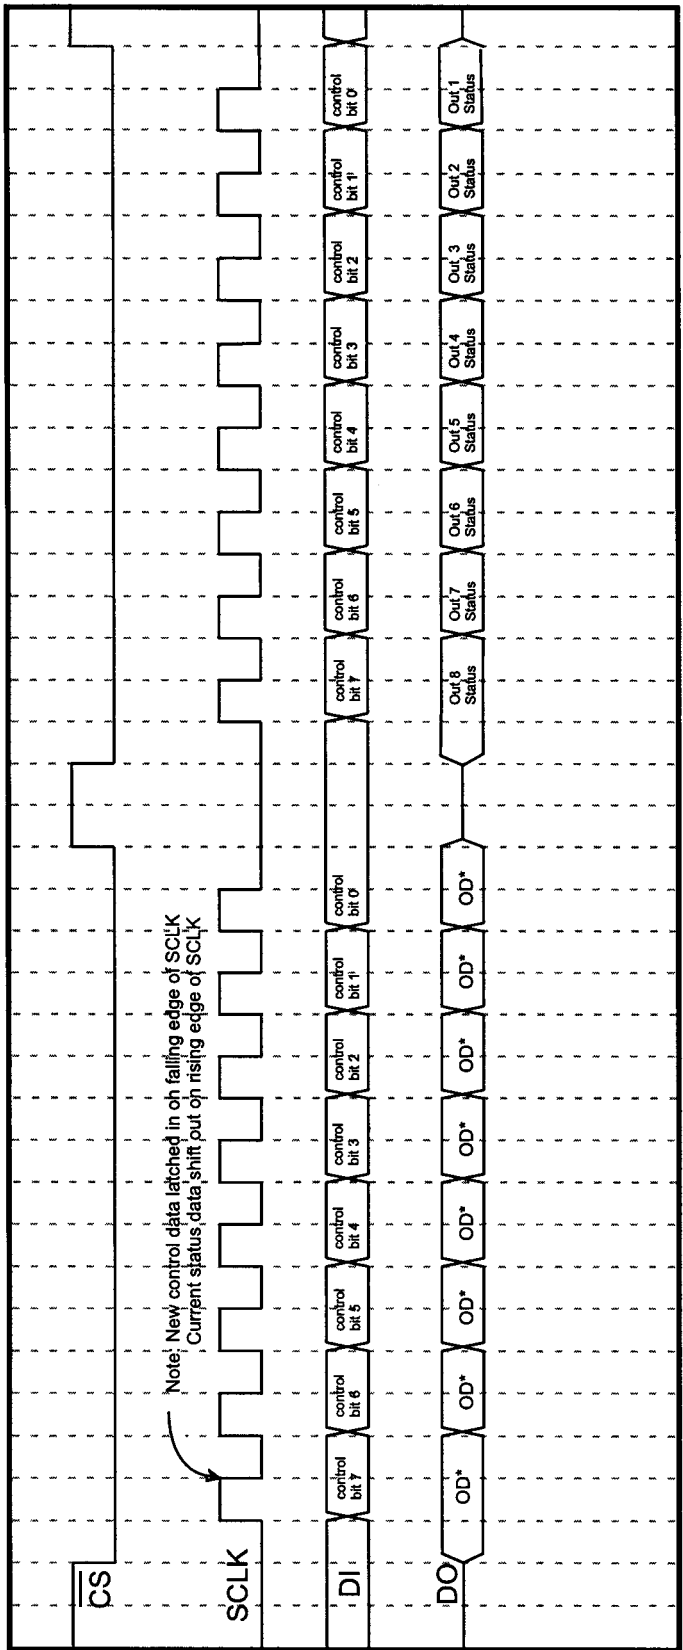 CS
Note: New control data latched in on falling edge of SCLK
Current status data shift out on rising edge of SCLK
SCLK
DI
control
bit 7
control
bit 6
control
bit 5
control
bit 4
control
bit 3
control
bit 2
control
bit 1
control
bit 0
control
bit 7
control
bit 6
control
bit 5
control
bit 4
control
bit 3
control
bit 2
control
bit 1
control
bit 0
DO
OD*
OD*
OD*
OD*
OD*
OD*
OD*
OD*
Out 8
Status
Out 7
Status
Out 6
Status
Out 5
Status
Out 4
Status
Out 3
Status
Out 2
Status
Out 1
Status